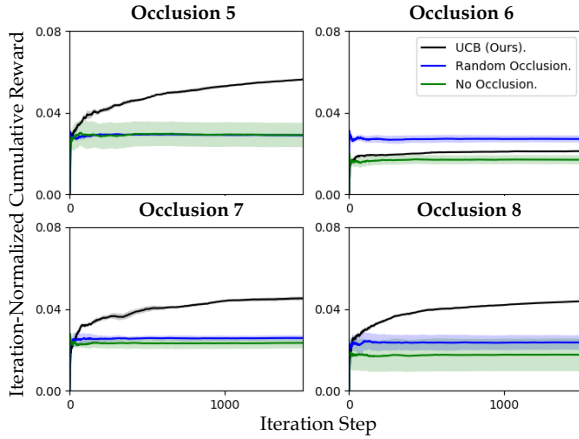 Occlusion 5
Occlusion 6
Iteration-Normalized Cumulative Reward
0.08
0.04
0.00
0
1000
0.08
0.04
0.00
0
1000
UCB (Ours).
Random Occlusion.
No Occlusion.
Occlusion 7
Occlusion 8
0.08
0.04
0.00
0
1000
0.08
0.04
0.00
0
1000
Iteration Step